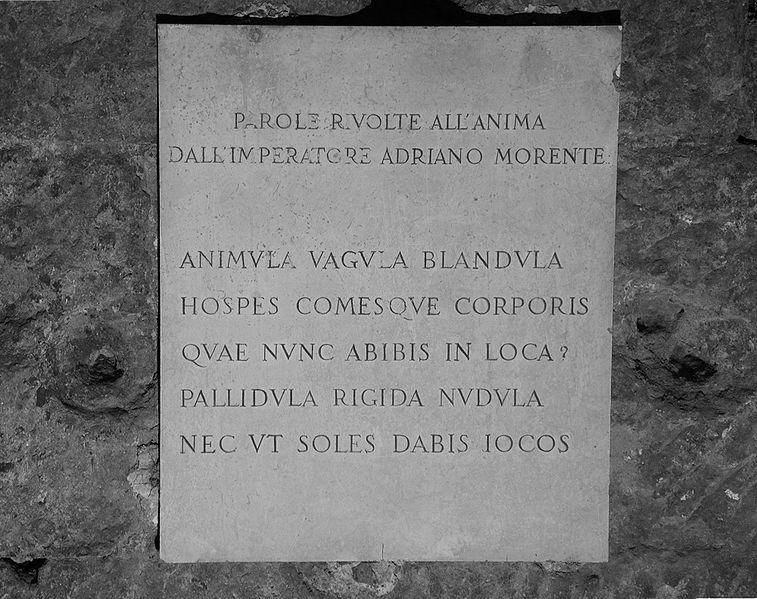 PAROLE RIVOLTE ALL'ANIMA
DALL'IMPERATORE ADRIANO MORENTE:
ANIMVLA VAGVLA BLANDVLA
HOSPES COMESQVE CORPORIS
QVAE NVNC ABIBIS IN LOCA?
PALLIDVLA RIGIDA NVDVLA
NEC VT SOLES DABIS IOCOS